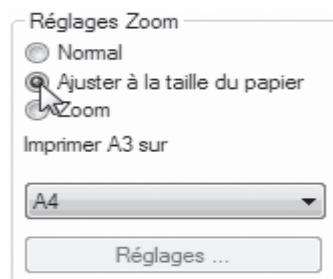 Réglages Zoom
Normal
Ajuster à la taille du papier
Zoom
Imprimer A3 sur
A4
Réglages ...